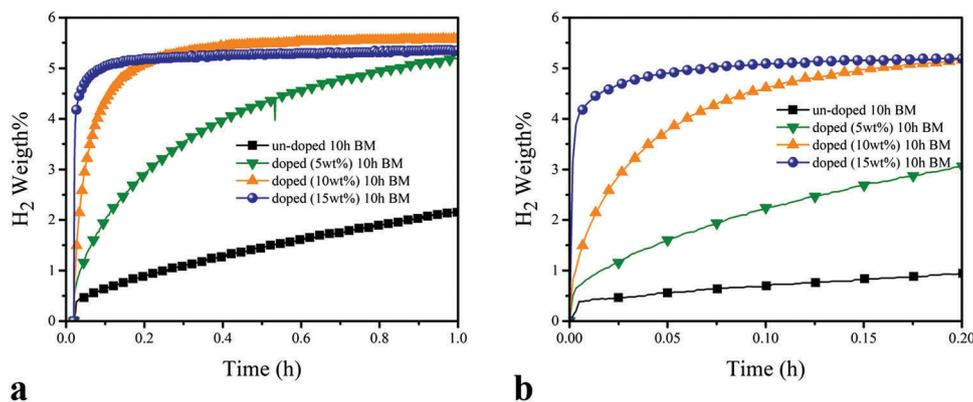 6
5
4
3
2
1
0
H2 Weigth%
0.0 0.2 0.4 0.6 0.8 1.0
Time (h)
un-doped 10h BM
doped (5wt%) 10h BM
doped (10wt%) 10h BM
doped (15wt%) 10h BM
a
6
5
4
3
2
1
0
H2 Weigth%
0.00 0.05 0.10 0.15 0.20
Time (h)
un-doped 10h BM
doped (5wt%) 10h BM
doped (10wt%) 10h BM
doped (15wt%) 10h BM
b